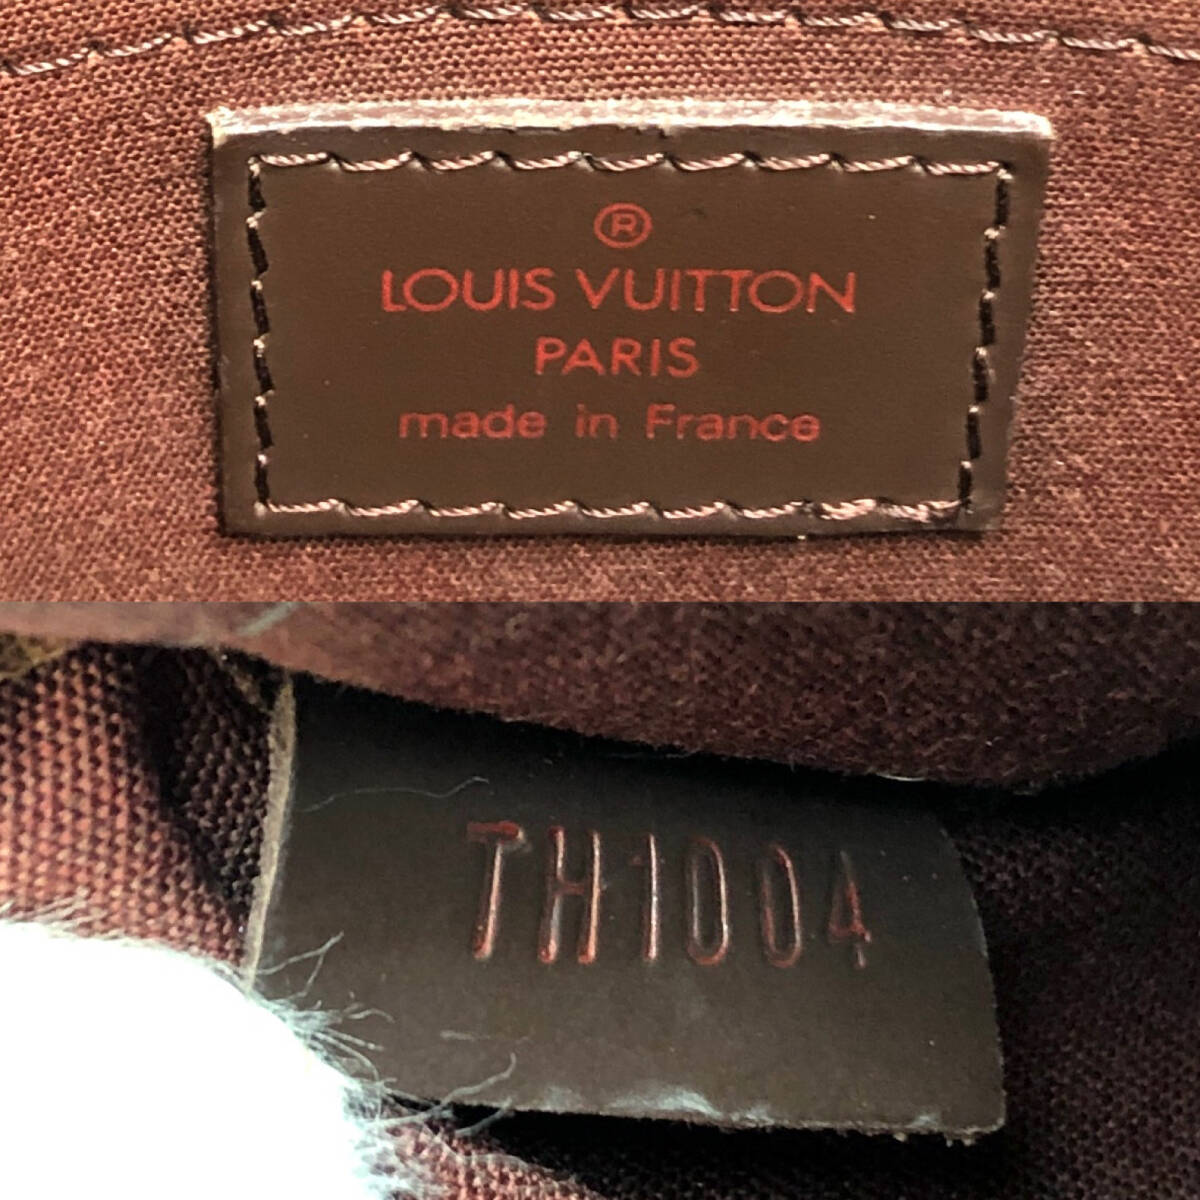 ®
LOUIS VUITTON
PARIS
made in France
TH1004